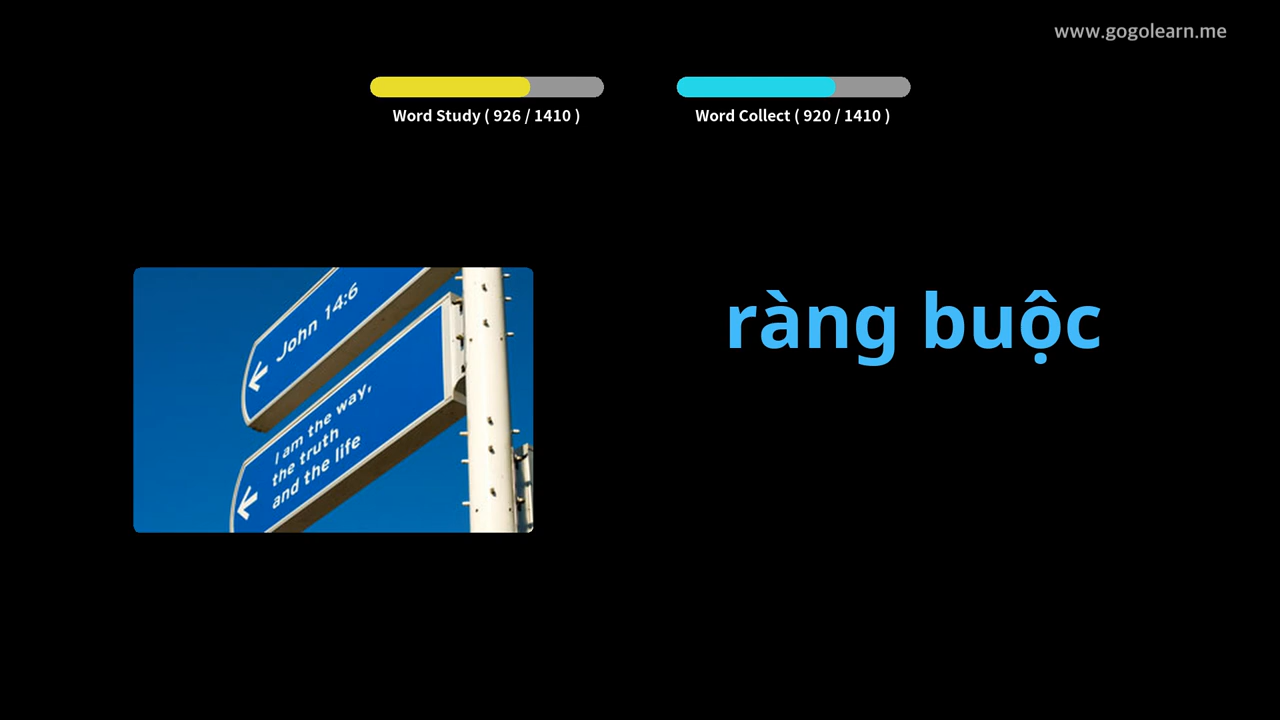 www.gogolearn.me
Word Study ( 926 / 1410 )
Word Collect ( 920 / 1410 )
John 14:6
I am the way,
the truth
and the life
ràng buộc